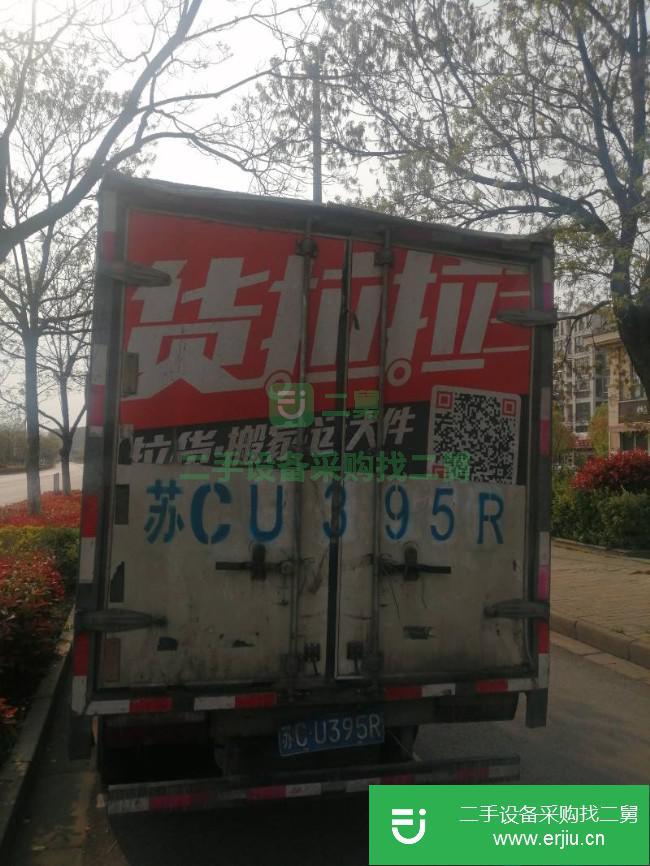 货拉拉
二舅
拉货搬家运大件
二手设备采购找二舅
苏CU395R
苏C·U395R
二手设备采购找二舅
www.erjiu.cn